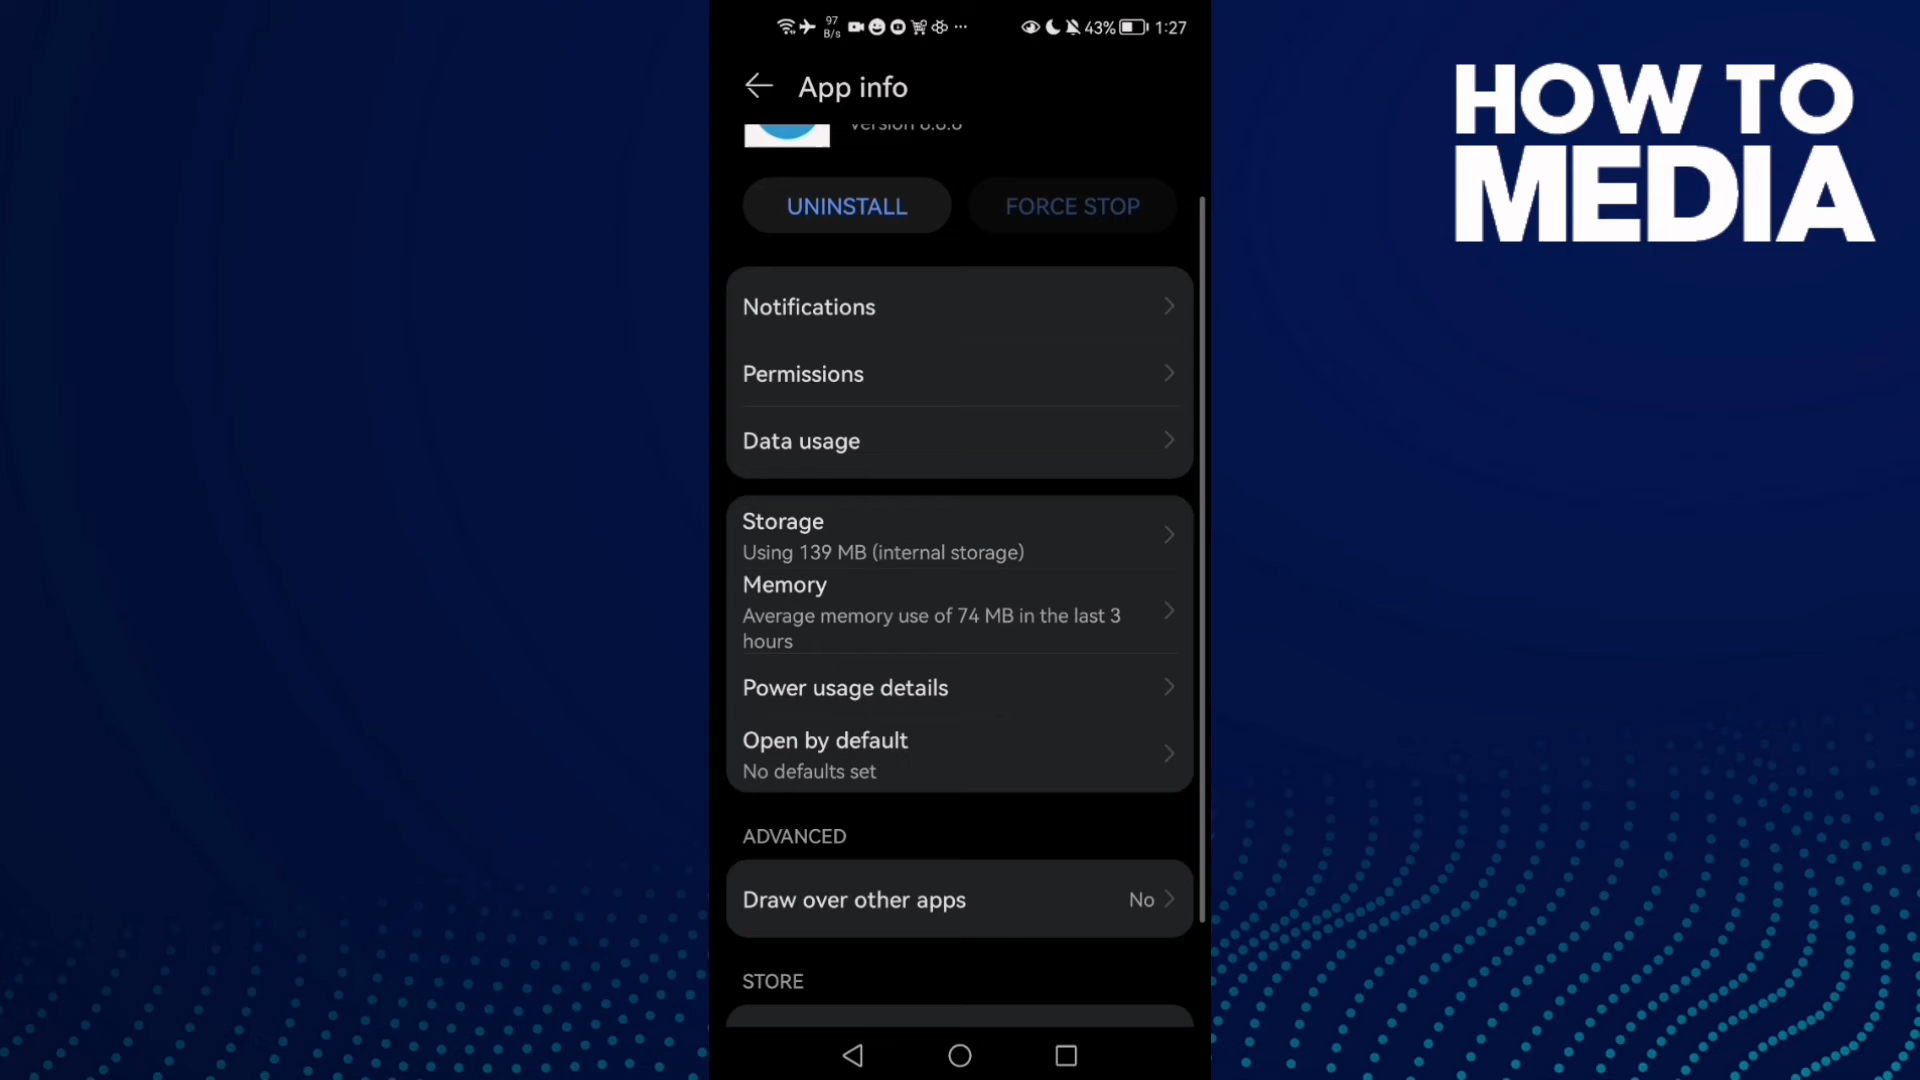 97
B/s
43%
1:27
App info
UNINSTALL
FORCE STOP
Notifications
Permissions
Data usage
Storage
Using 139 MB (internal storage)
Memory
Average memory use of 74 MB in the last 3
hours
Power usage details
Open by default
No defaults set
ADVANCED
Draw over other apps
No
STORE
HOW TO
MEDIA